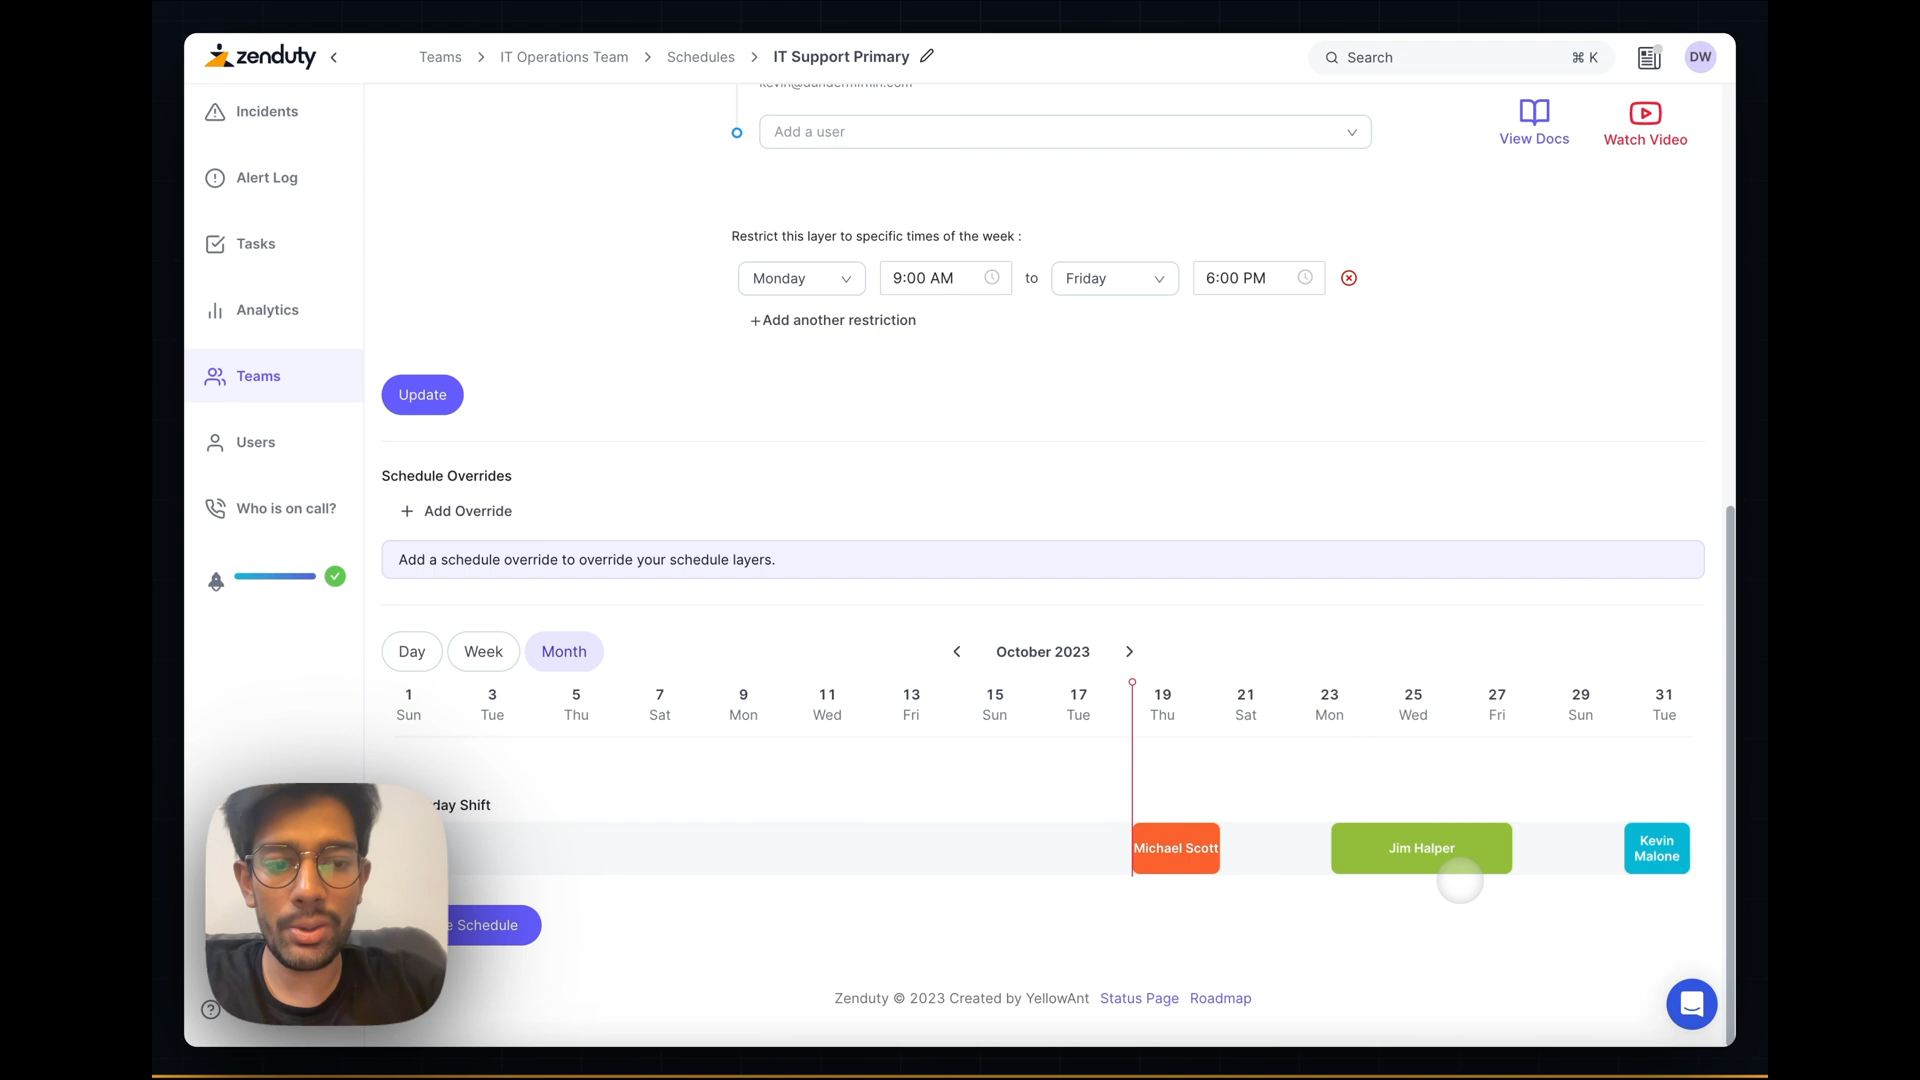 zenduty
Teams
IT Operations Team
Schedules
IT Support Primary
Search
⌘ K
DW
Incidents
Alert Log
Tasks
Analytics
Teams
Users
Who is on call?
Add a user
View Docs
Watch Video
Restrict this layer to specific times of the week :
Monday
9:00 AM
to
Friday
6:00 PM
+Add another restriction
Update
Schedule Overrides
+ Add Override
Add a schedule override to override your schedule layers.
Day
Week
Month
October 2023
1 3 5 7 9 11 13 15 17 19 21 23 25 27 29 31
Sun Tue Thu Sat Mon Wed Fri Sun Tue Thu Sat Mon Wed Fri Sun Tue
day Shift
Michael Scott
Jim Halper
Kevin
Malone
e Schedule
Zenduty © 2023 Created by YellowAnt Status Page Roadmap